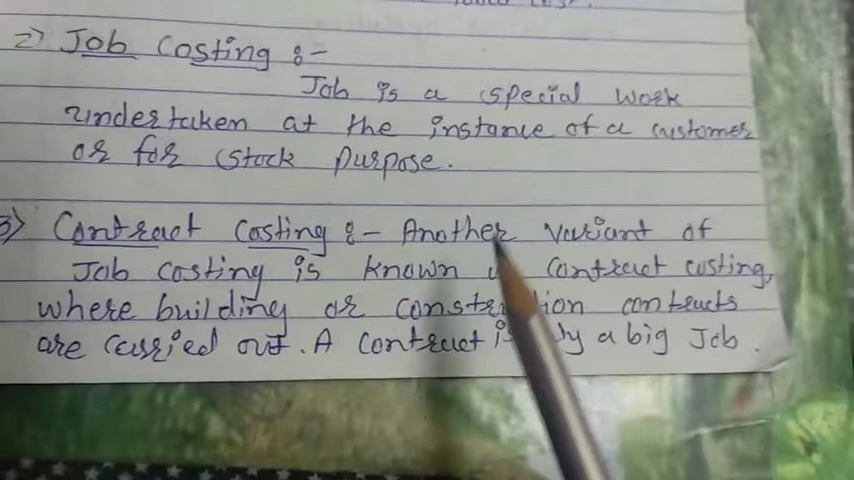 2) Job Costing :-
Job is a special work
undertaken at the instance of a customer
or for stock purpose.
3) Contract costing :- Another variant of
Job costing is known contract costing,
where building or constr tion contracts
are carried out. A contract is a big Job.